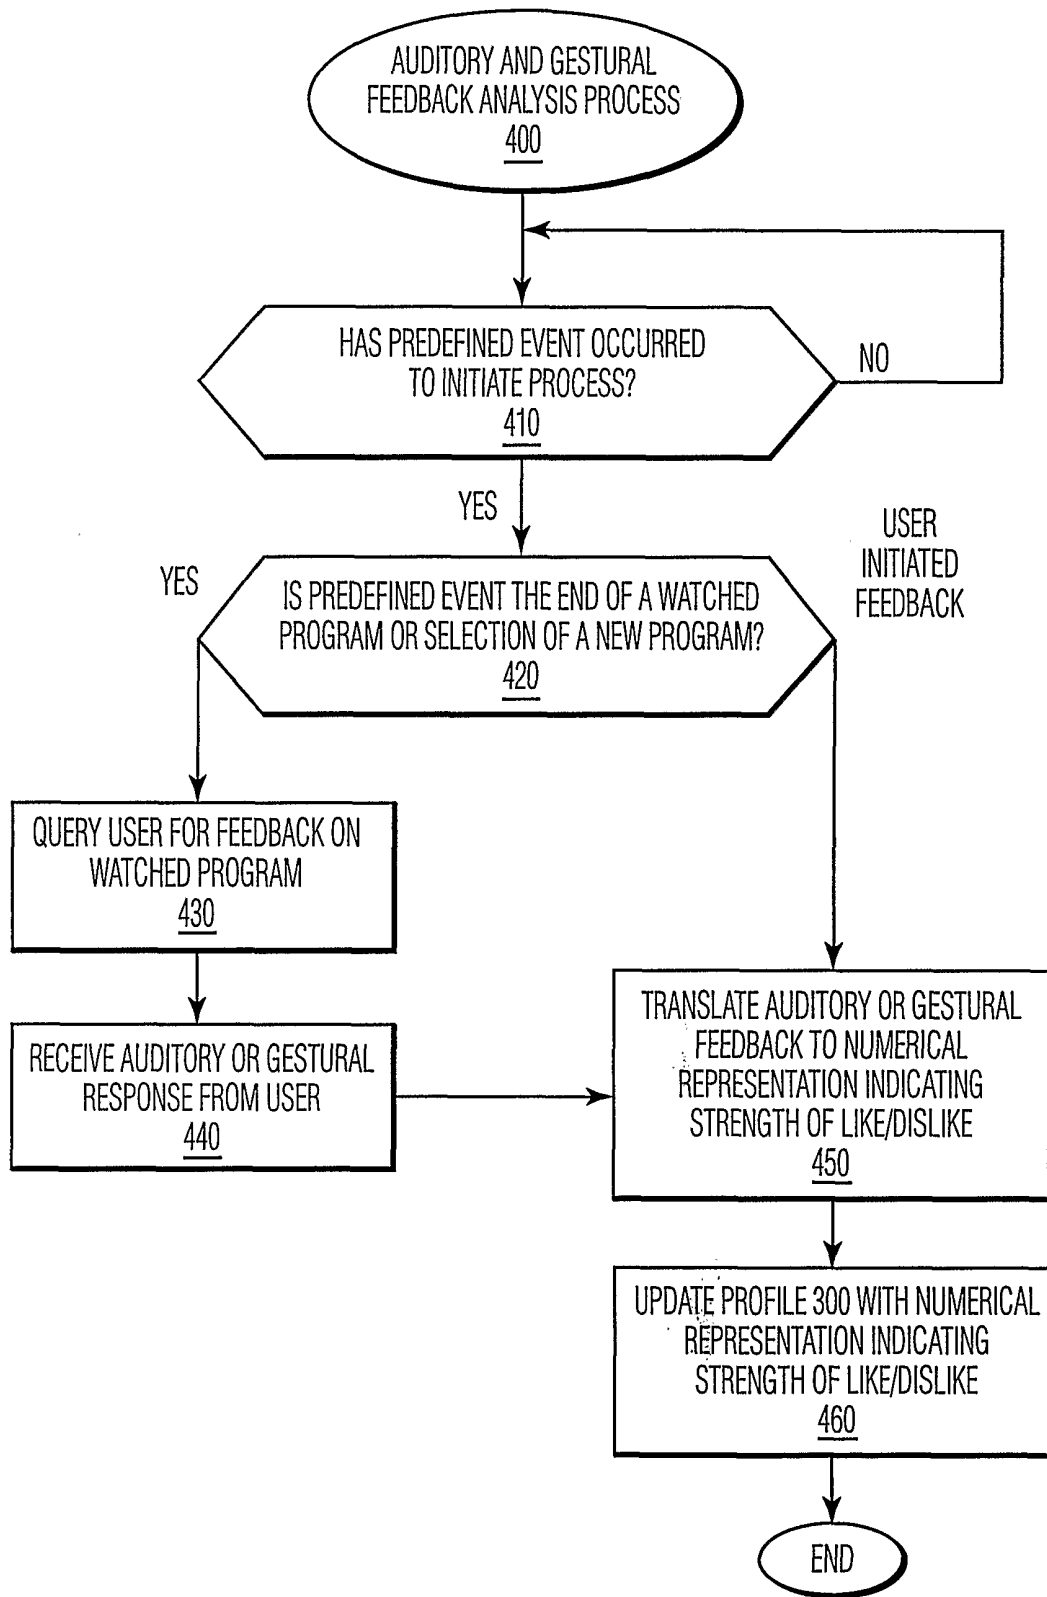 AUDITORY AND GESTURAL
FEEDBACK ANALYSIS PROCESS
400
HAS PREDEFINED EVENT OCCURRED
TO INITIATE PROCESS?
410
NO
YES
USER
INITIATED
FEEDBACK
YES
IS PREDEFINED EVENT THE END OF A WATCHED
PROGRAM OR SELECTION OF A NEW PROGRAM?
420
QUERY USER FOR FEEDBACK ON
WATCHED PROGRAM
430
RECEIVE AUDITORY OR GESTURAL
RESPONSE FROM USER
440
TRANSLATE AUDITORY OR GESTURAL
FEEDBACK TO NUMERICAL
REPRESENTATION INDICATING
STRENGTH OF LIKE/DISLIKE
450
UPDATE PROFILE 300 WITH NUMERICAL
REPRESENTATION INDICATING
STRENGTH OF LIKE/DISLIKE
460
END